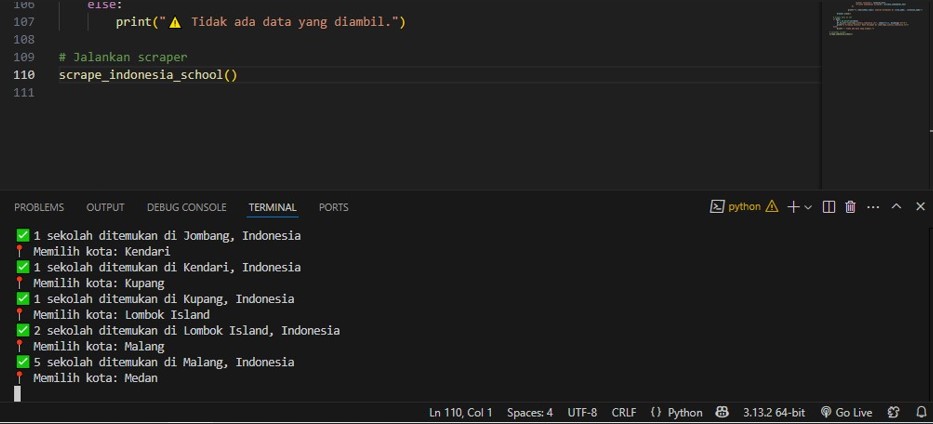 106 else:
107 print("⚠️ Tidak ada data yang diambil.")
108
109 # Jalankan scraper
110 scrape_indonesia_school()
111
PROBLEMS OUTPUT DEBUG CONSOLE TERMINAL PORTS python
✅ 1 sekolah ditemukan di Jombang, Indonesia
📍 Memilih kota: Kendari
✅ 1 sekolah ditemukan di Kendari, Indonesia
📍 Memilih kota: Kupang
✅ 1 sekolah ditemukan di Kupang, Indonesia
📍 Memilih kota: Lombok Island
✅ 2 sekolah ditemukan di Lombok Island, Indonesia
📍 Memilih kota: Malang
✅ 5 sekolah ditemukan di Malang, Indonesia
📍 Memilih kota: Medan
Ln 110, Col 1 Spaces: 4 UTF-8 CRLF {} Python 3.13.2 64-bit Go Live